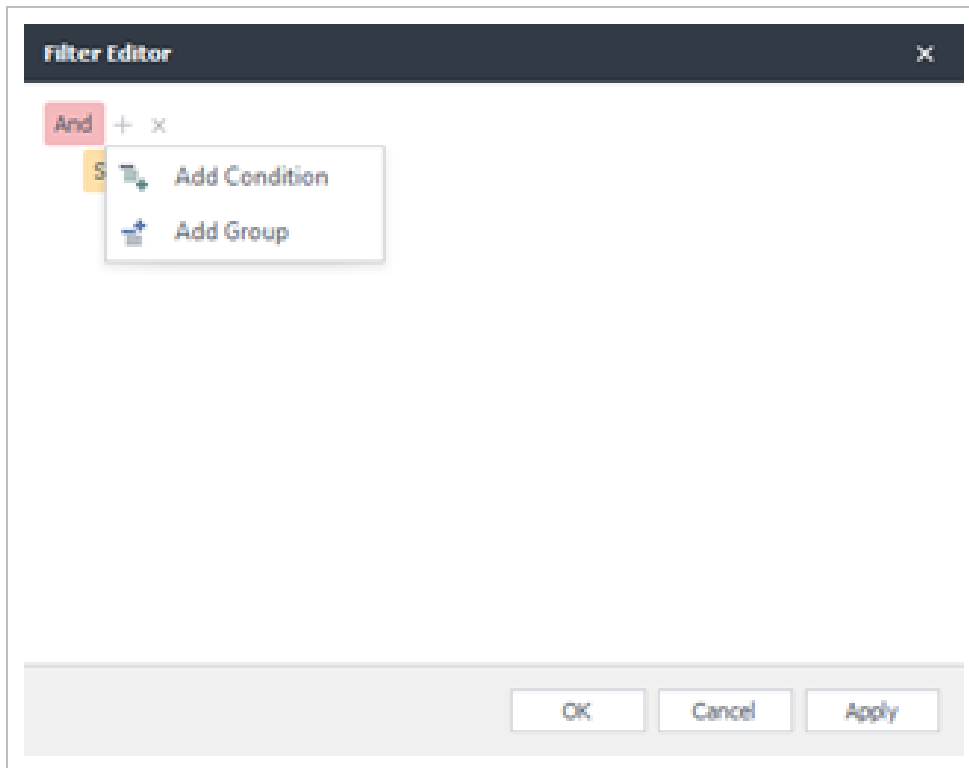 Filter Editor
And
S
Add Condition
Add Group
OK
Cancel
Apply